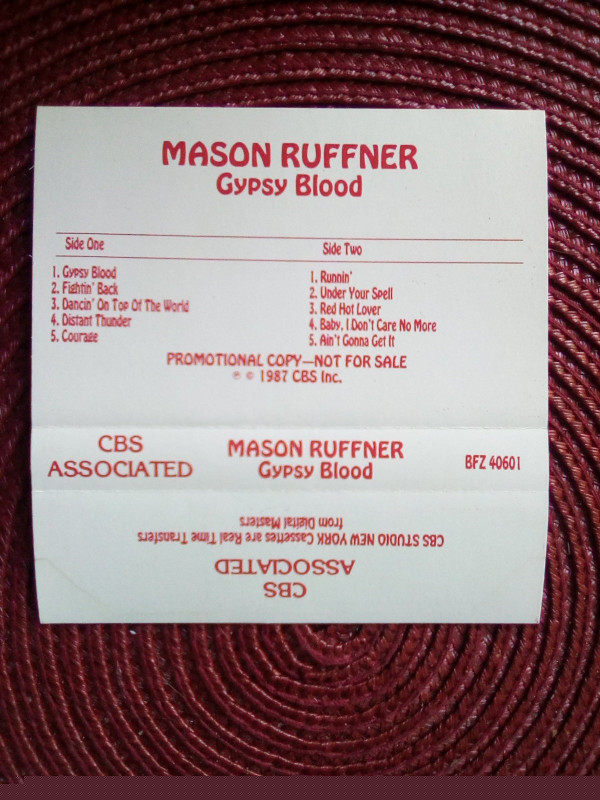 MASON RUFFNER
Gypsy Blood
Side One
1. Gypsy Blood
2. Fightin' Back
3. Dancin' On Top Of The World
4. Distant Thunder
5. Courage
Side Two
1. Runnin'
2. Under Your Spell
3. Red Hot Lover
4. Baby, I Don't Care No More
5. Ain't Gonna Get It
PROMOTIONAL COPY—NOT FOR SALE
℗ © 1987 CBS Inc.
CBS
ASSOCIATED
MASON RUFFNER
Gypsy Blood
BFZ 40601
CBS
ASSOCIATED
CBS STUDIO NEW YORK Cassettes are Real Time Transfers
from Digital Masters